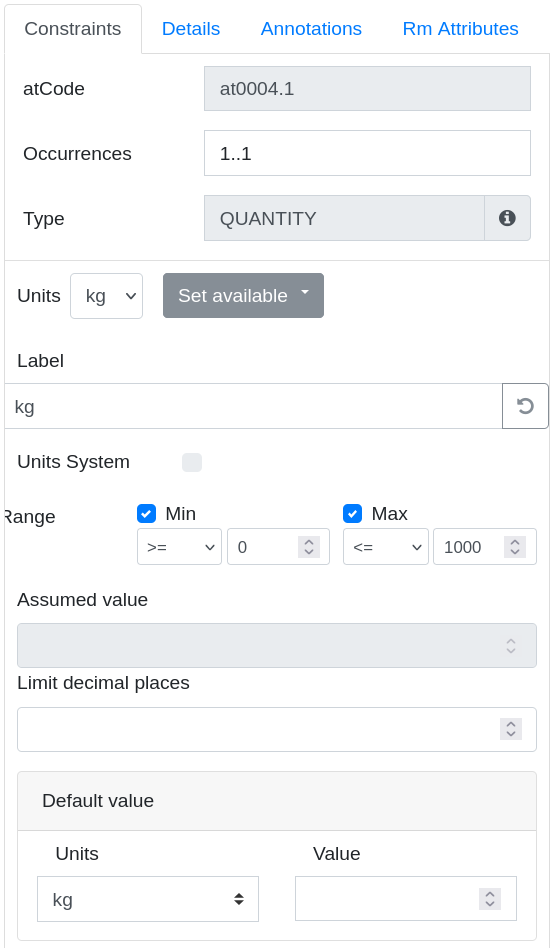 Constraints Details Annotations Rm Attributes
atCode at0004.1
Occurrences 1..1
Type QUANTITY
Units kg Set available
Label
kg
Units System
Range Min Max
>= 0 <= 1000
Assumed value
Limit decimal places
Default value
Units Value
kg